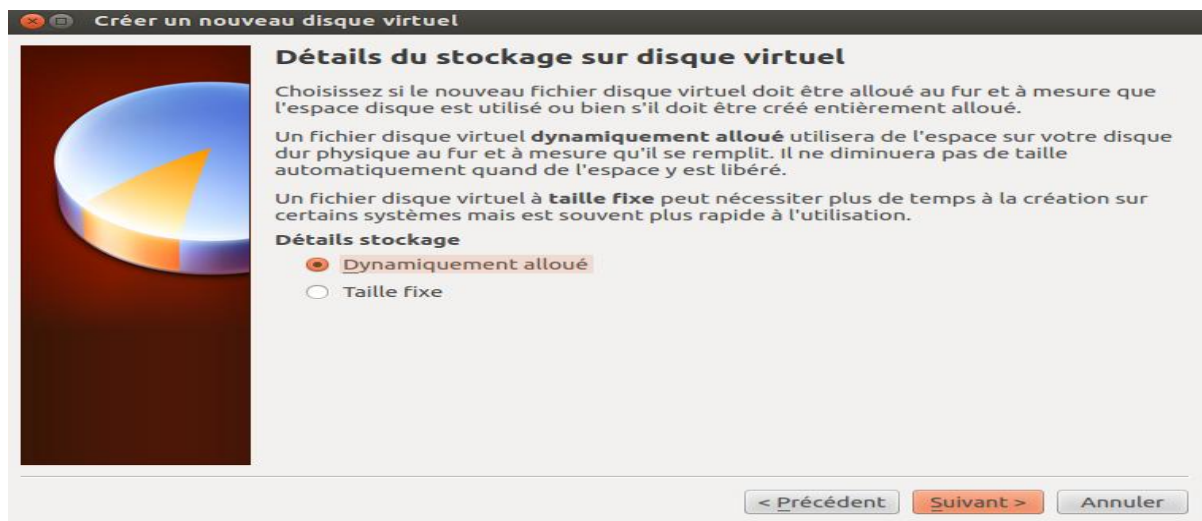 Créer un nouveau disque virtuel
Détails du stockage sur disque virtuel
Choisissez si le nouveau fichier disque virtuel doit être alloué au fur et à mesure que
l'espace disque est utilisé ou bien s'il doit être créé entièrement alloué.
Un fichier disque virtuel dynamiquement alloué utilisera de l'espace sur votre disque
dur physique au fur et à mesure qu'il se remplit. Il ne diminuera pas de taille
automatiquement quand de l'espace y est libéré.
Un fichier disque virtuel à taille fixe peut nécessiter plus de temps à la création sur
certains systèmes mais est souvent plus rapide à l'utilisation.
Détails stockage
Dynamiquement alloué
Taille fixe
< Précédent
Suivant >
Annuler